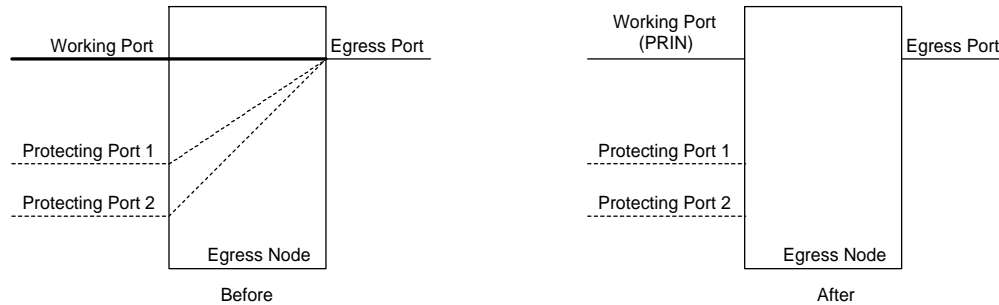 Working Port
Egress Port
Protecting Port 1
Protecting Port 2
Egress Node
Before
Working Port
(PRIN)
Egress Port
Protecting Port 1
Protecting Port 2
Egress Node
After